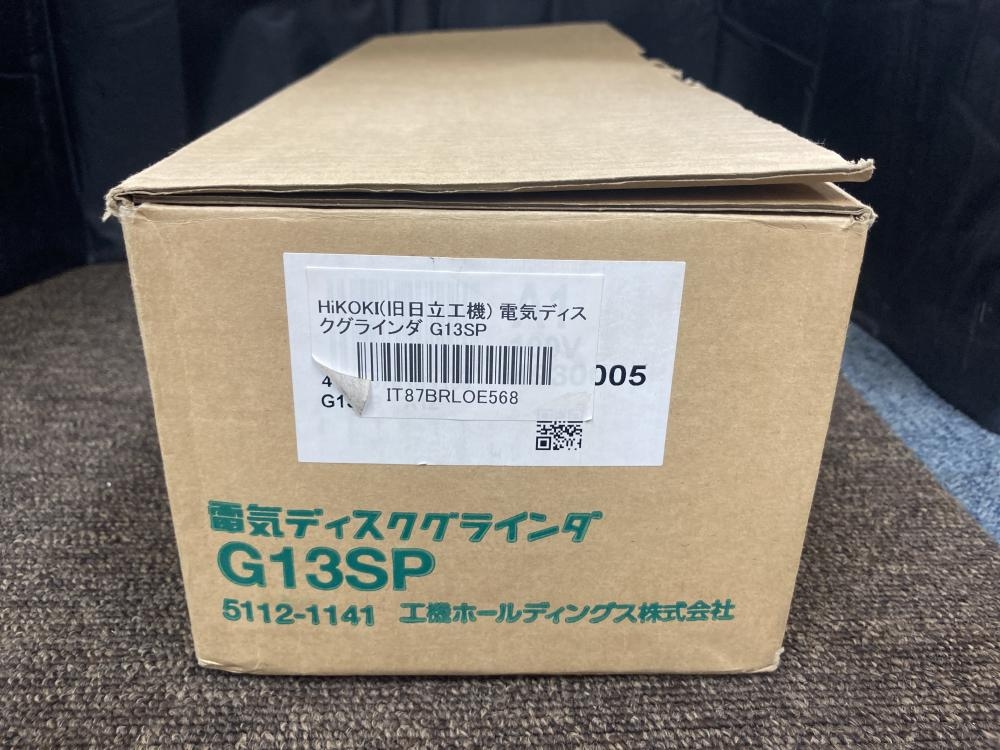 HiKOKI(旧日立工機) 電気ディス
クグラインダ G13SP
005
4
IT87BRLOE568
電気ディスクグラインダ
G13SP
5112-1141 工機ホールディングス株式会社